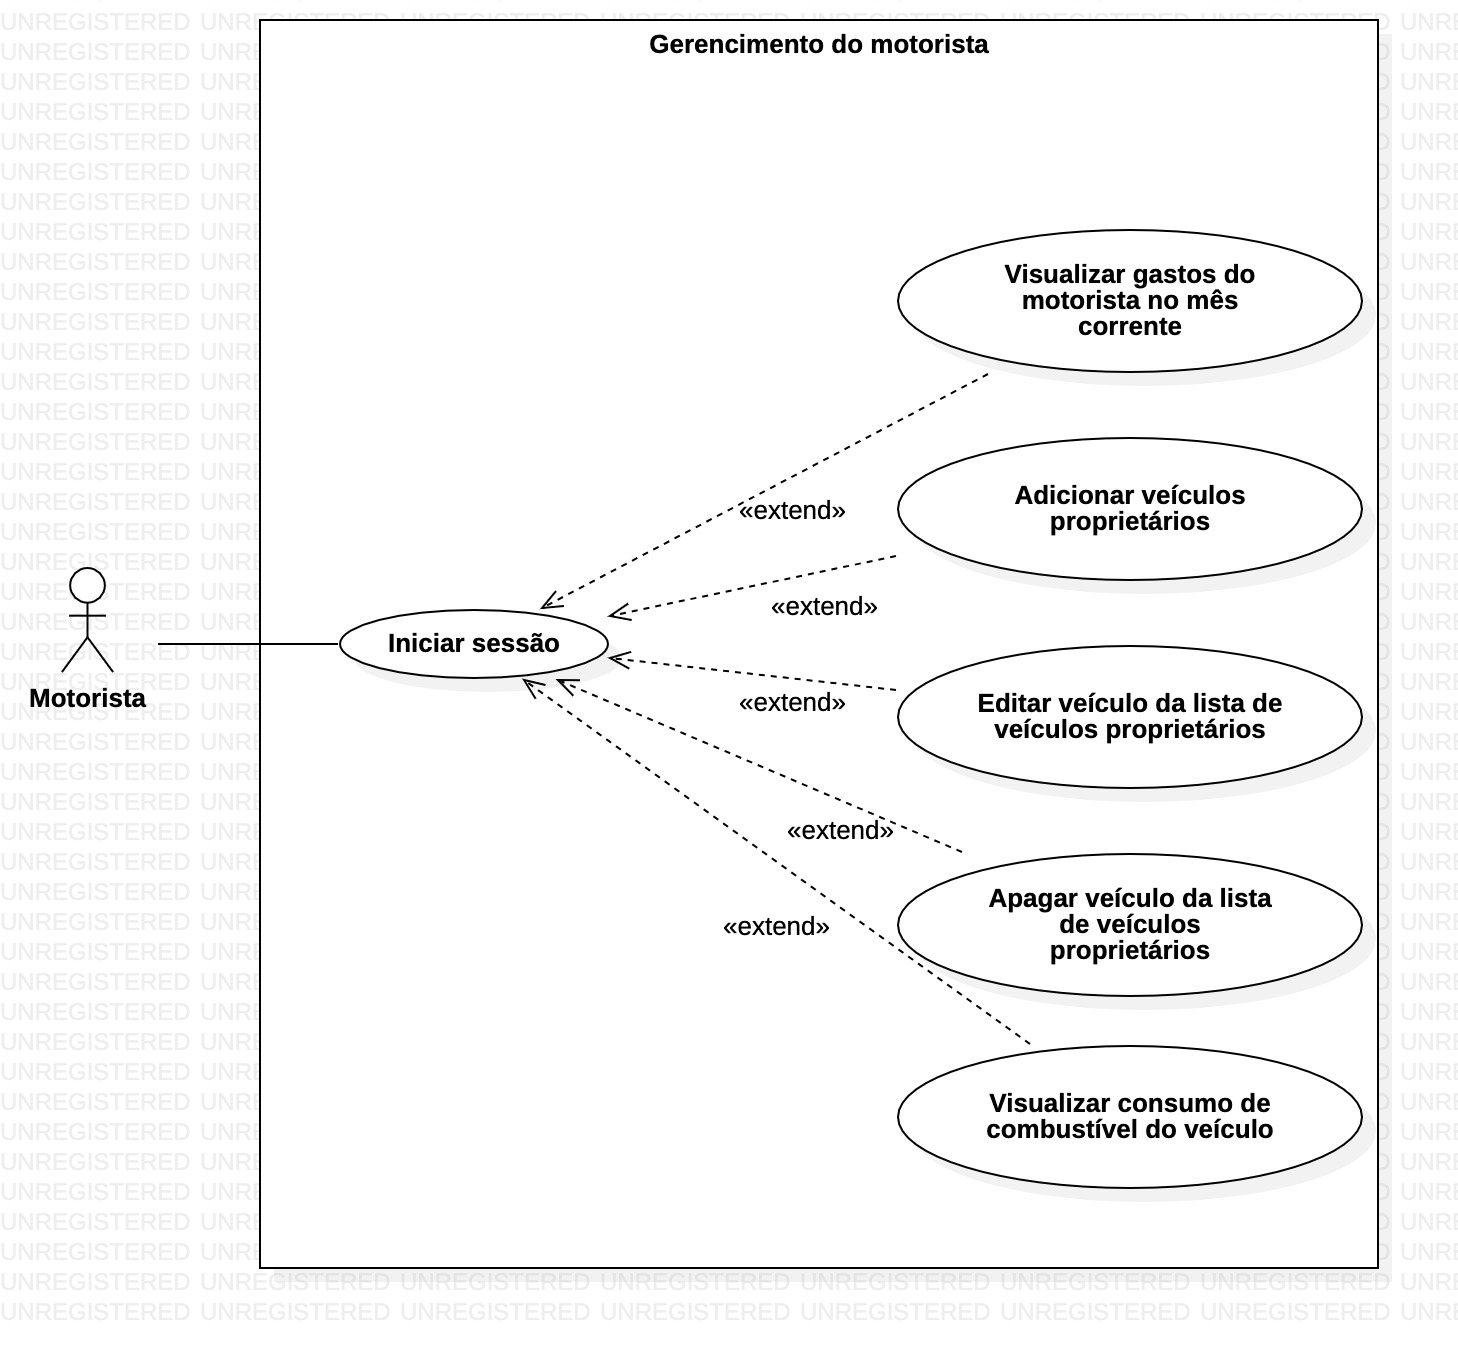 Gerencimento do motorista
Visualizar gastos do
motorista no mês
corrente
«extend»
Adicionar veículos
proprietários
«extend»
Iniciar sessão
Motorista
Editar veículo da lista de
veículos proprietários
«extend»
«extend»
Apagar veículo da lista
de veículos
proprietários
«extend»
Visualizar consumo de
combustível do veículo
UNREGISTERED UNREGISTERED UNREGISTERED UNREGISTERED UNREGISTERED UNREGISTERED UNREGISTERED